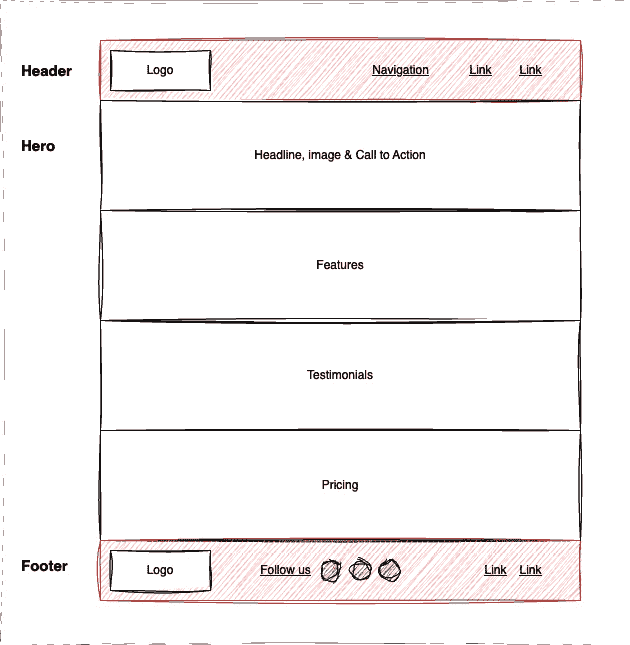 Header
Logo
Navigation Link Link
Hero
Headline, image & Call to Action
Features
Testimonials
Pricing
Footer
Logo
Follow us
Link Link